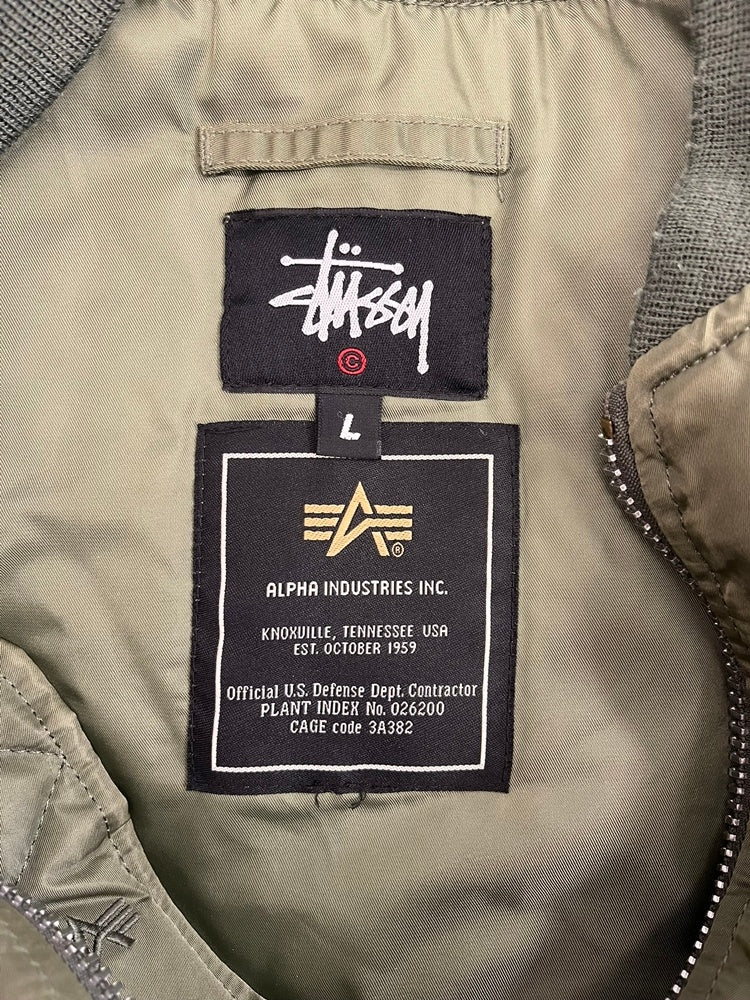 stüssy
©
L
®
ALPHA INDUSTRIES INC.
KNOXVILLE, TENNESSEE USA
EST. OCTOBER 1959
Official U.S. Defense Dept. Contractor
PLANT INDEX No. 026200
CAGE code 3A382